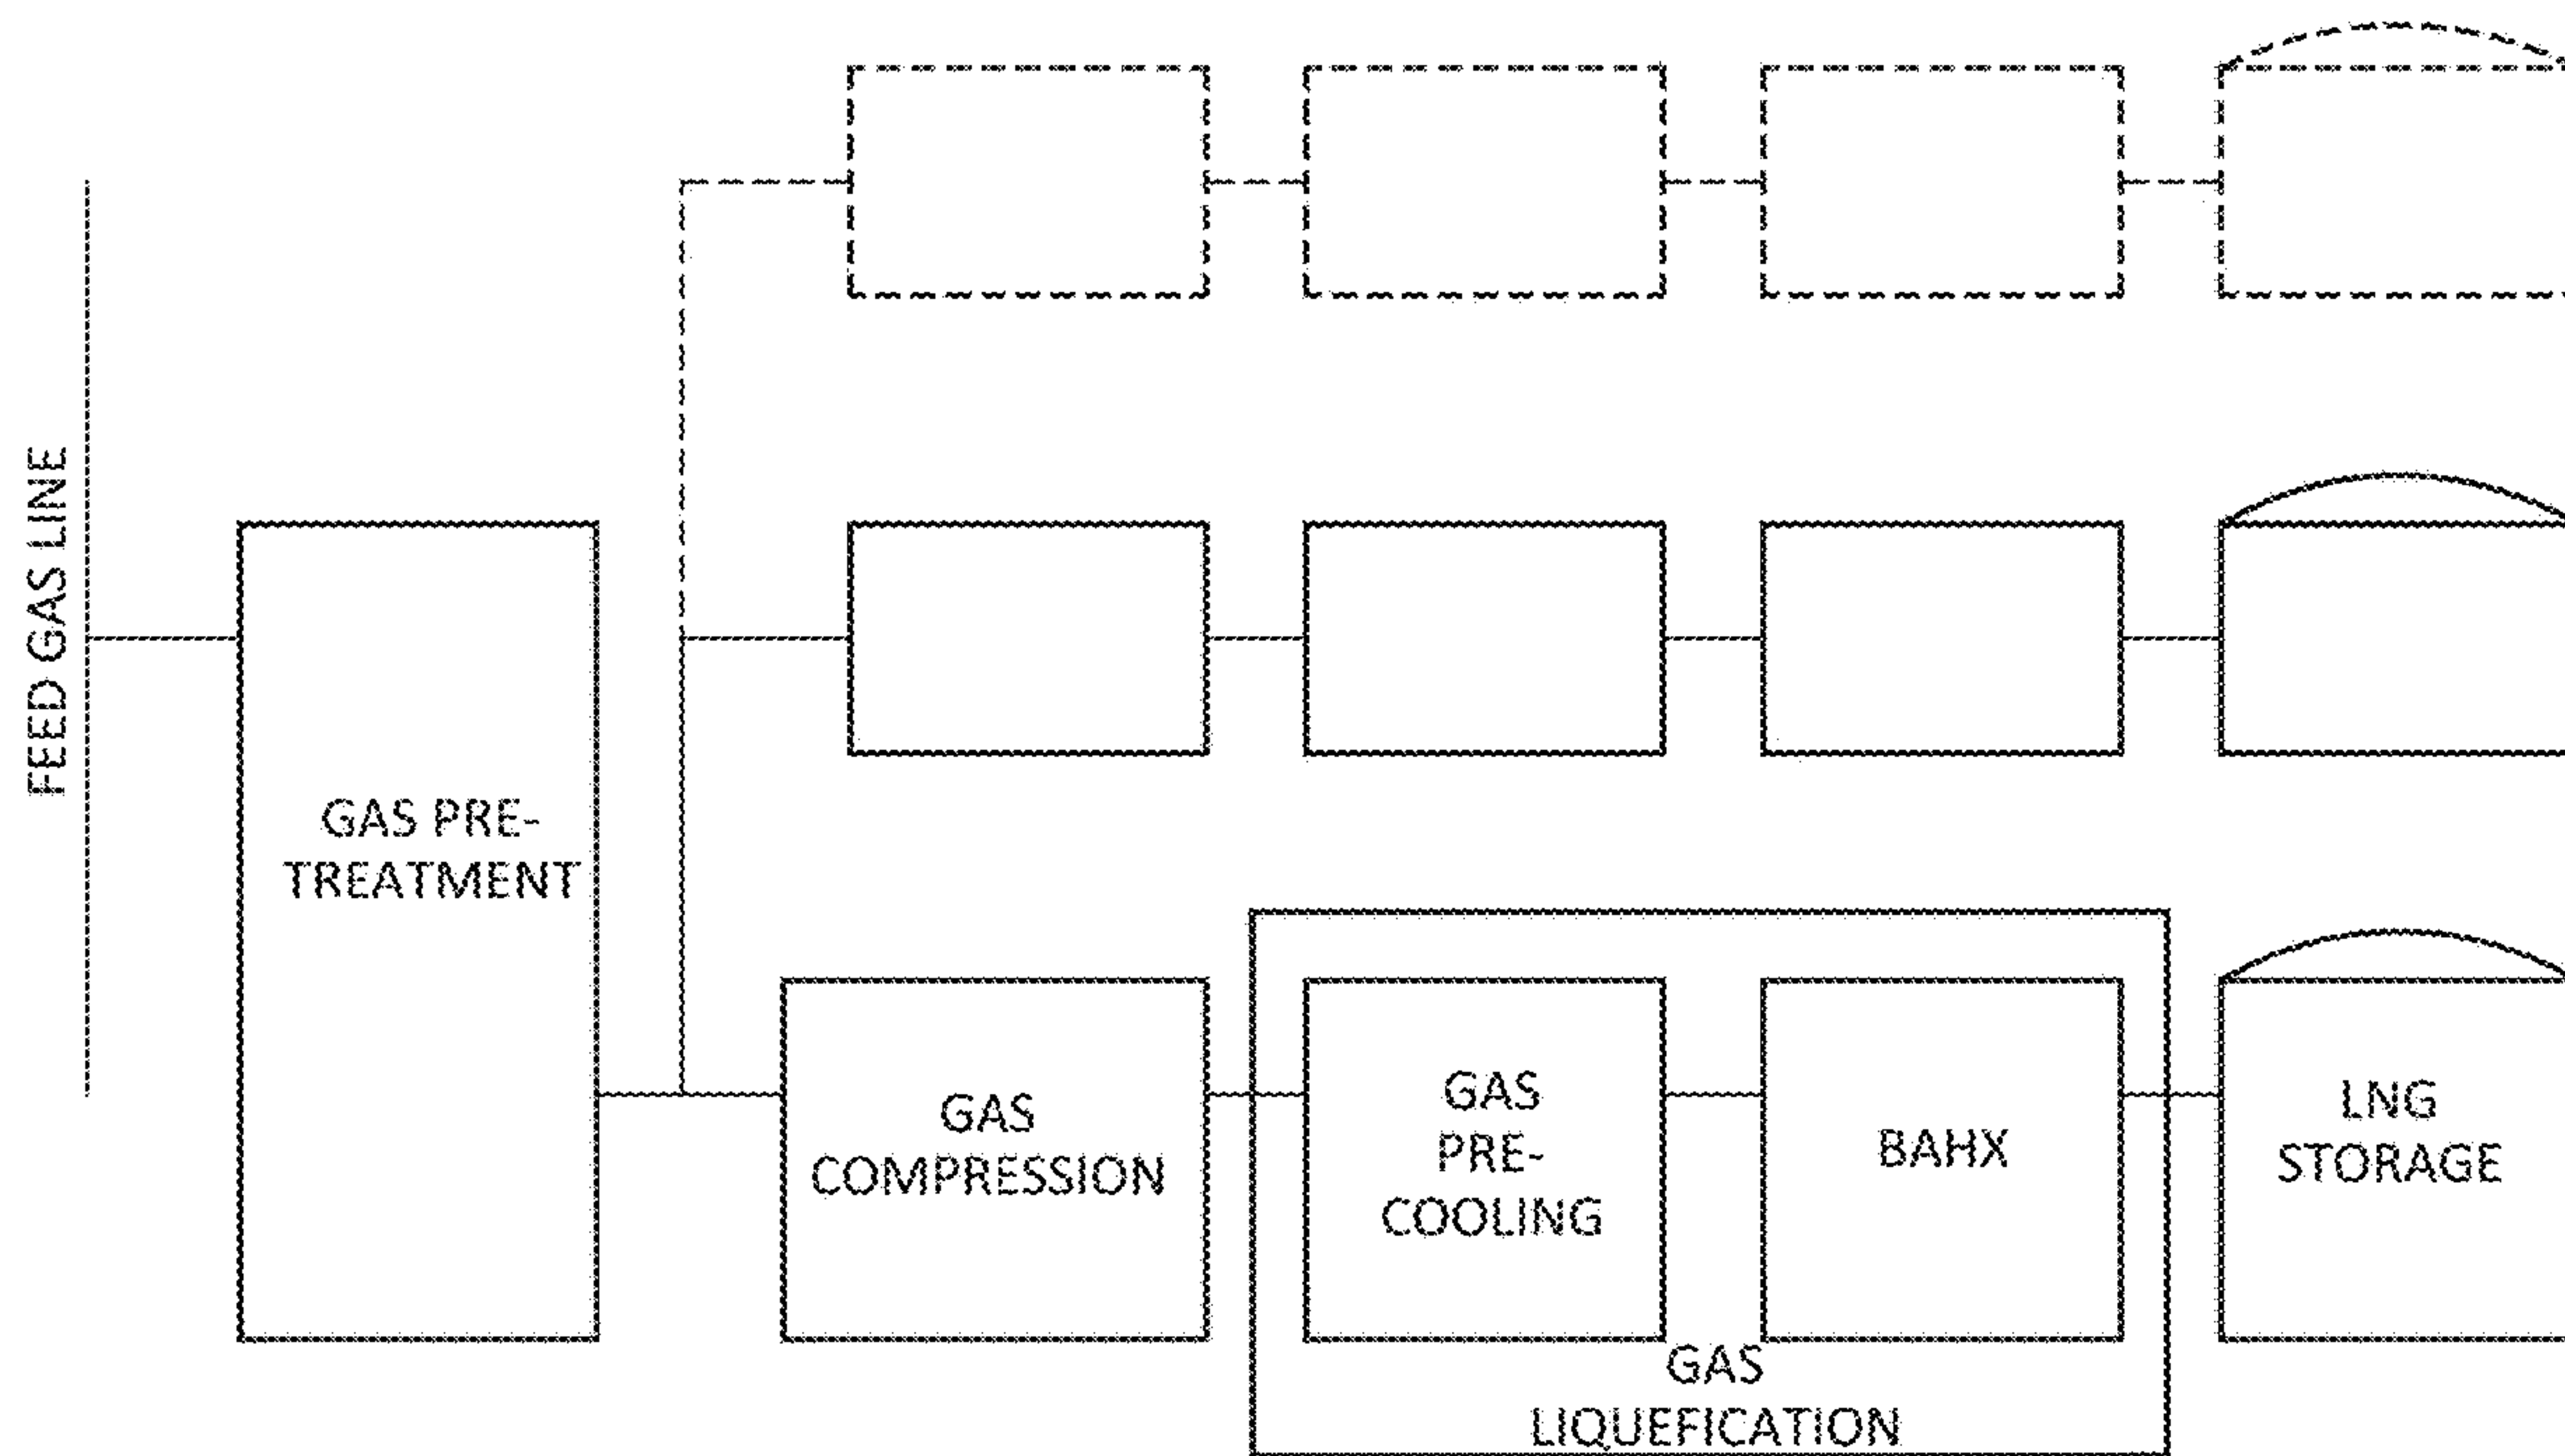 FEED GAS LINE
GAS PRE-
TREATMENT
GAS
COMPRESSION
GAS
PRE-
COOLING
BAHX
LNG
STORAGE
GAS
LIQUEFICATION